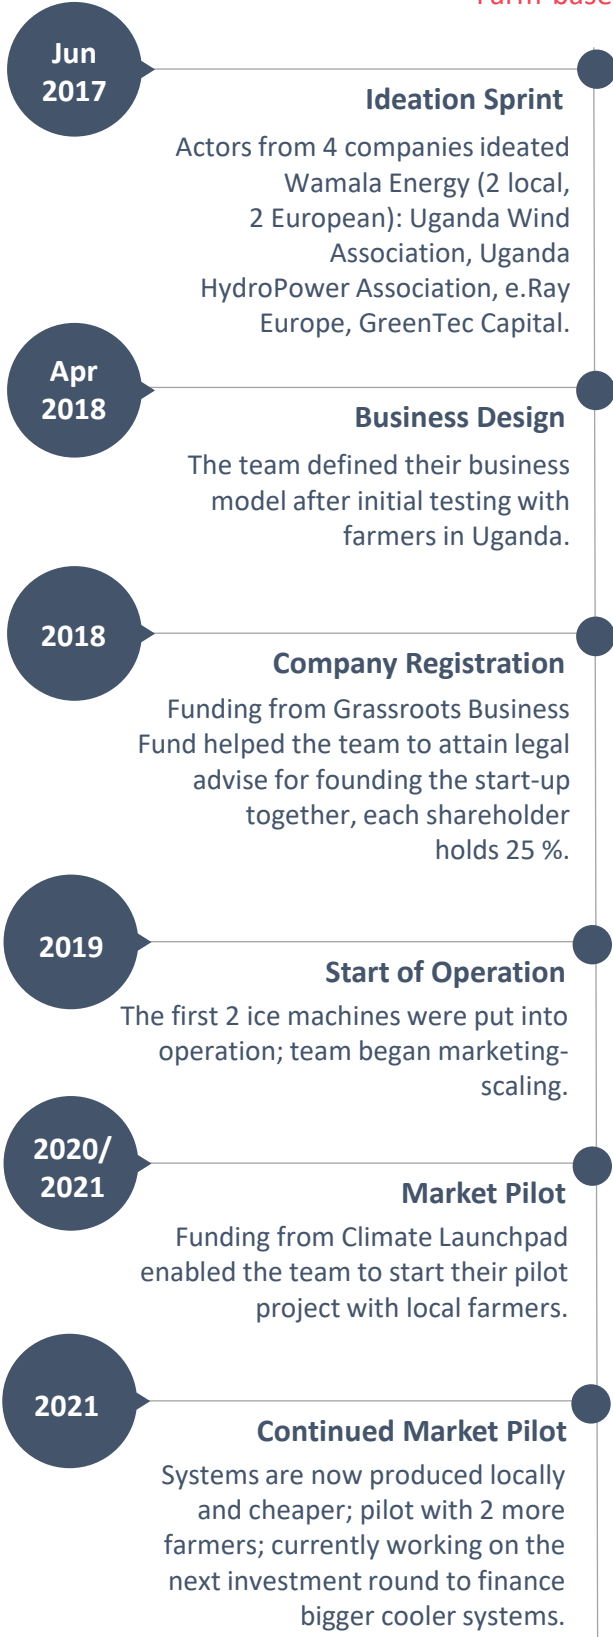 Jun
2017
Ideation Sprint
Actors from 4 companies ideated
Wamala Energy (2 local,
2 European): Uganda Wind
Association, Uganda
HydroPower Association, e.Ray
Europe, GreenTec Capital.
Apr
2018
Business Design
The team defined their business
model after initial testing with
farmers in Uganda.
2018
Company Registration
Funding from Grassroots Business
Fund helped the team to attain legal
advise for founding the start-up
together, each shareholder
holds 25 %.
2019
Start of Operation
The first 2 ice machines were put into
operation; team began marketing-
scaling.
2020/
2021
Market Pilot
Funding from Climate Launchpad
enabled the team to start their pilot
project with local farmers.
2021
Continued Market Pilot
Systems are now produced locally
and cheaper; pilot with 2 more
farmers; currently working on the
next investment round to finance
bigger cooler systems.